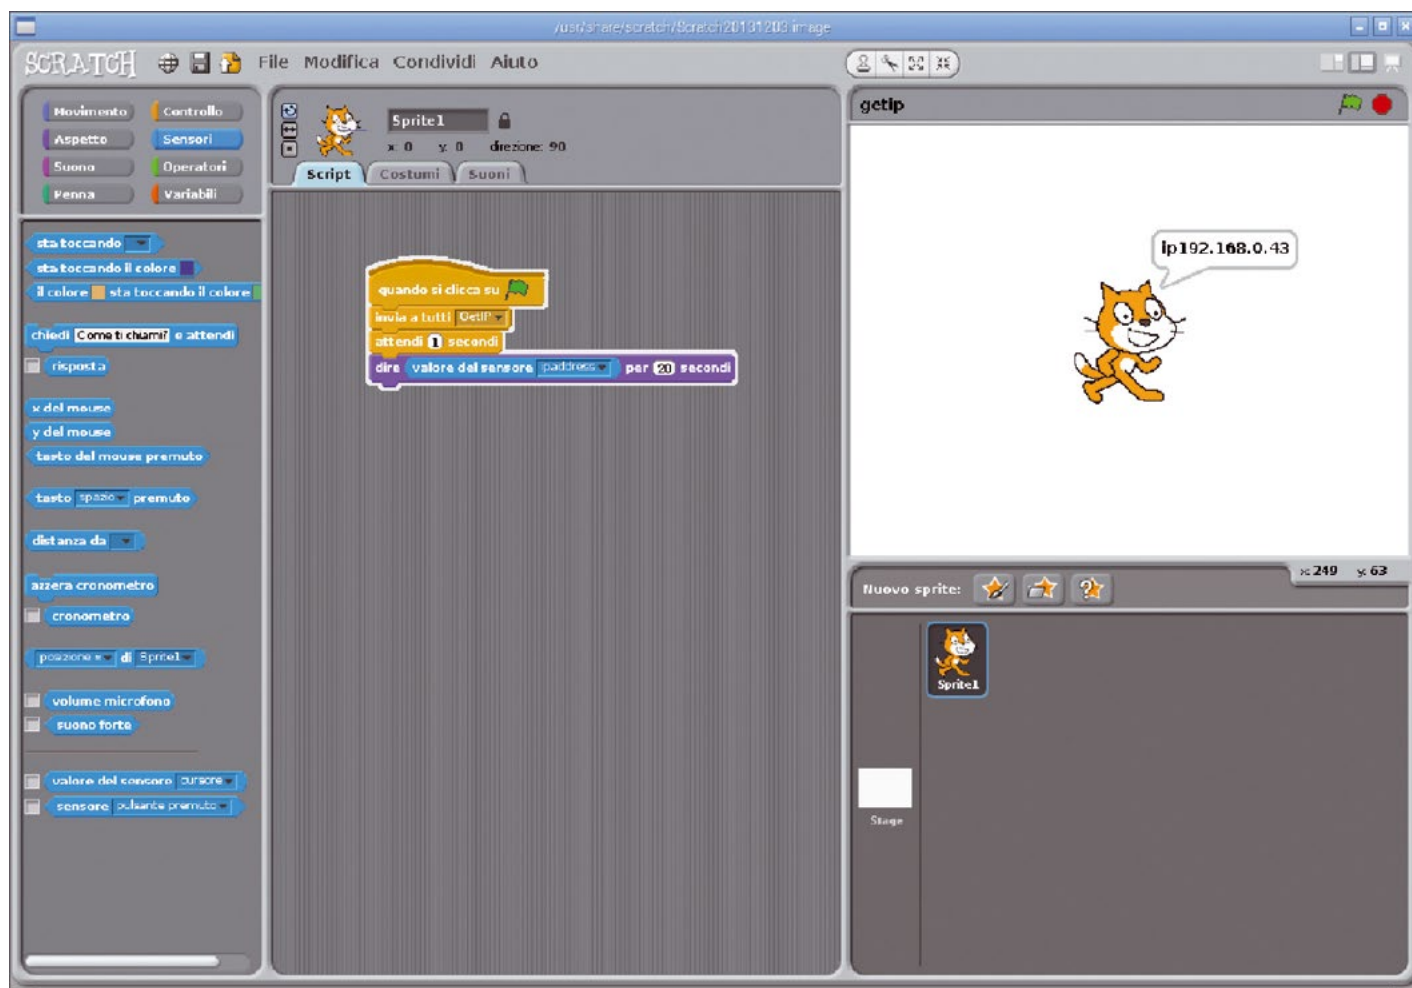 /usr/share/scratch/Scratch20131203.image
SCRATCH File Modifica Condividi Aiuto
Movimento Controllo
Aspetto Sensori
Suono Operatori
Penna Variabili
sta toccando
sta toccando il colore
il colore sta toccando il colore
chiedi Come ti chiami? e attendi
risposta
x del mouse
y del mouse
tasto del mouse premuto
tasto spazio premuto
distanza da
azzera cronometro
cronometro
posizione x di Sprite1
volume microfono
suono forte
valore del sensore cursore
sensore pulsante premuto
Sprite1
x: 0 y: 0 direzione: 90
Script Costumi Suoni
quando si clicca su
invia a tutti GetIP
attendi 1 secondi
dire valore del sensore ipaddress per 20 secondi
getip
ip192.168.0.43
x: 249 y: 63
Nuovo sprite:
Sprite1
Stage